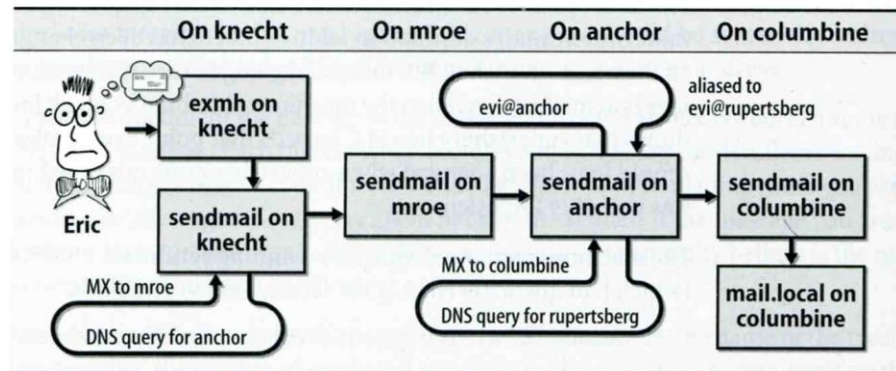 On knecht
On mroe
On anchor
On columbine
exmh on
knecht
evi@anchor
aliased to
evi@rupertsberg
sendmail on
knecht
sendmail on
mroe
sendmail on
anchor
sendmail on
columbine
Eric
MX to mroe
DNS query for anchor
MX to columbine
DNS query for rupertsberg
mail.local on
columbine